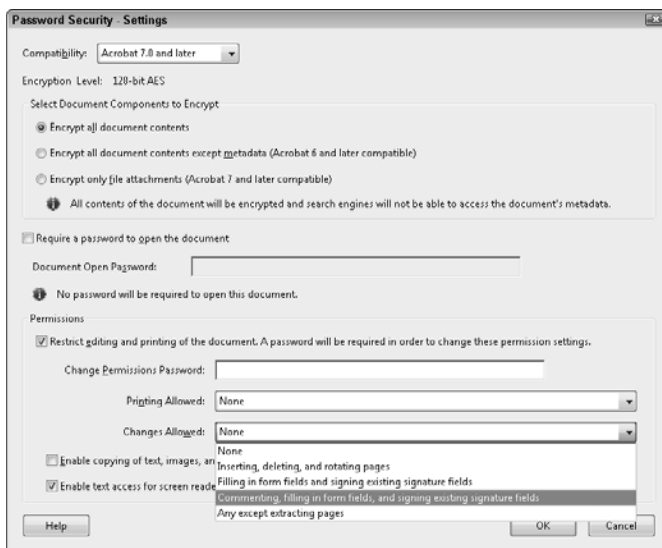 Password Security - Settings
Compatibility: Acrobat 7.0 and later
Encryption Level: 128-bit AES
Select Document Components to Encrypt
Encrypt all document contents
Encrypt all document contents except metadata (Acrobat 6 and later compatible)
Encrypt only file attachments (Acrobat 7 and later compatible)
All contents of the document will be encrypted and search engines will not be able to access the document's metadata.
Require a password to open the document
Document Open Password:
No password will be required to open this document.
Permissions
Restrict editing and printing of the document. A password will be required in order to change these permission settings.
Change Permissions Password:
Printing Allowed: None
Changes Allowed: None
None
Enable copying of text, images, an
Inserting, deleting, and rotating pages
Filling in form fields and signing existing signature fields
Enable text access for screen reade
Commenting, filling in form fields, and signing existing signature fields
Any except extracting pages
Help OK Cancel